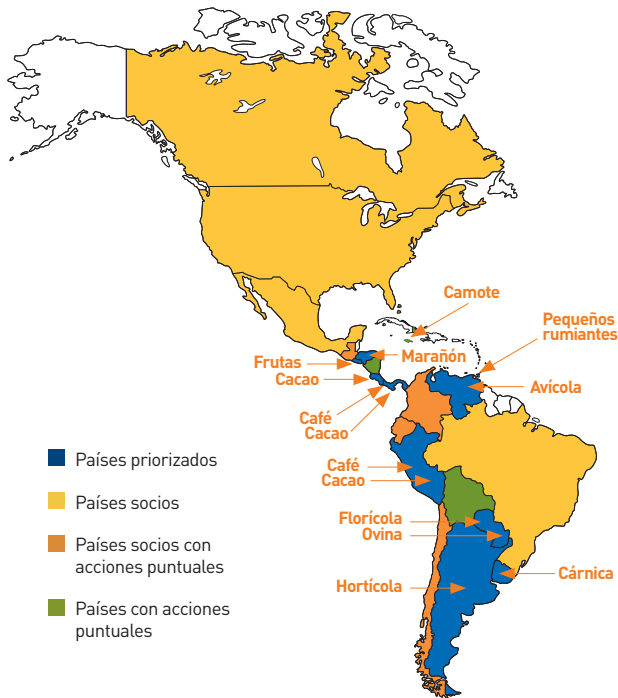 Camote
Pequeños
rumiantes
Marañón
Frutas
Cacao
Avícola
Café
Cacao
Café
Cacao
Florícola
Ovina
Hortícola
Cárnica
Países priorizados
Países socios
Países socios con
acciones puntuales
Países con acciones
puntuales